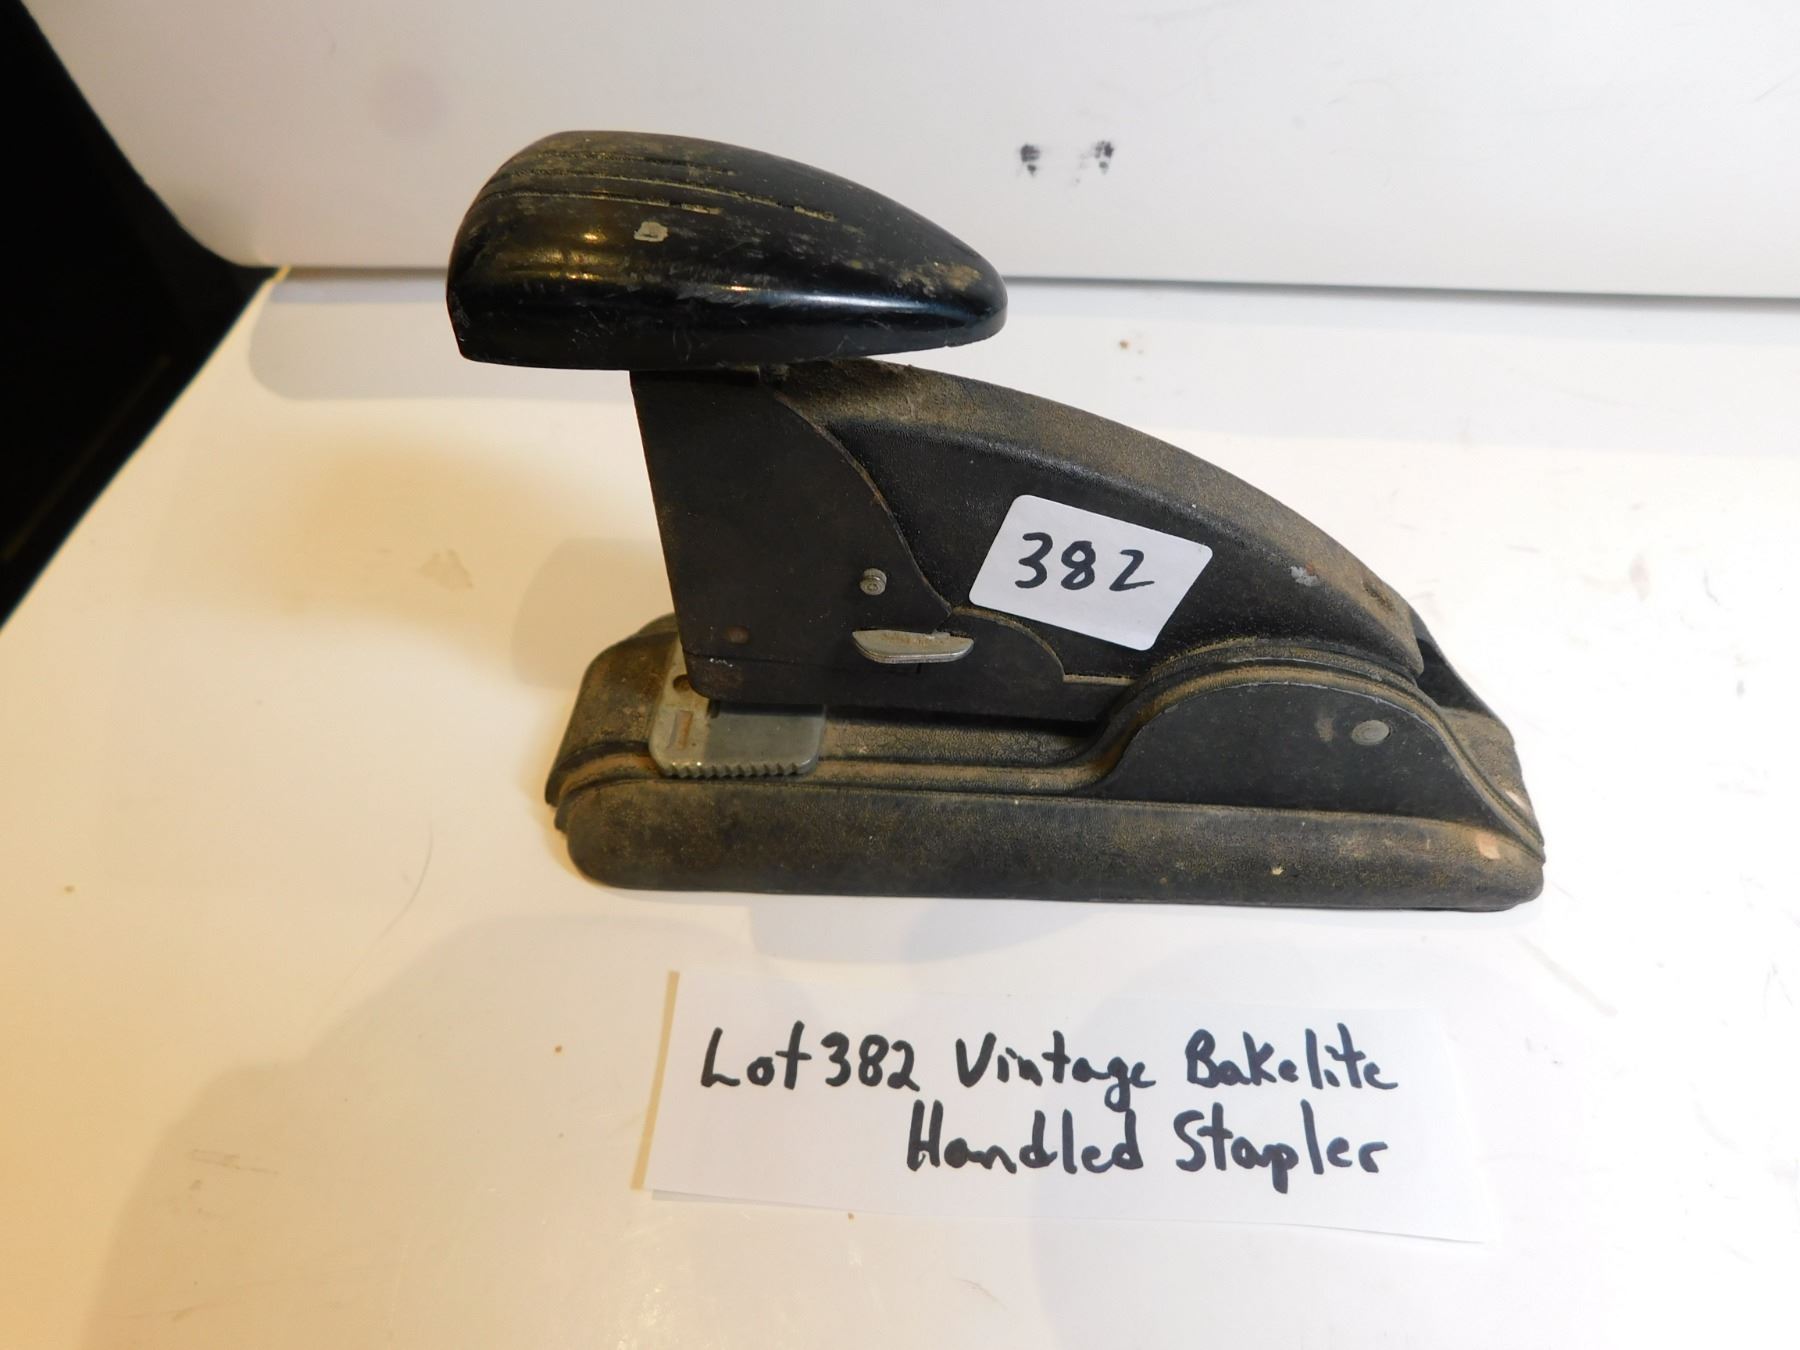 382
Lot 382 Vintage Bakelite
Handled Stapler